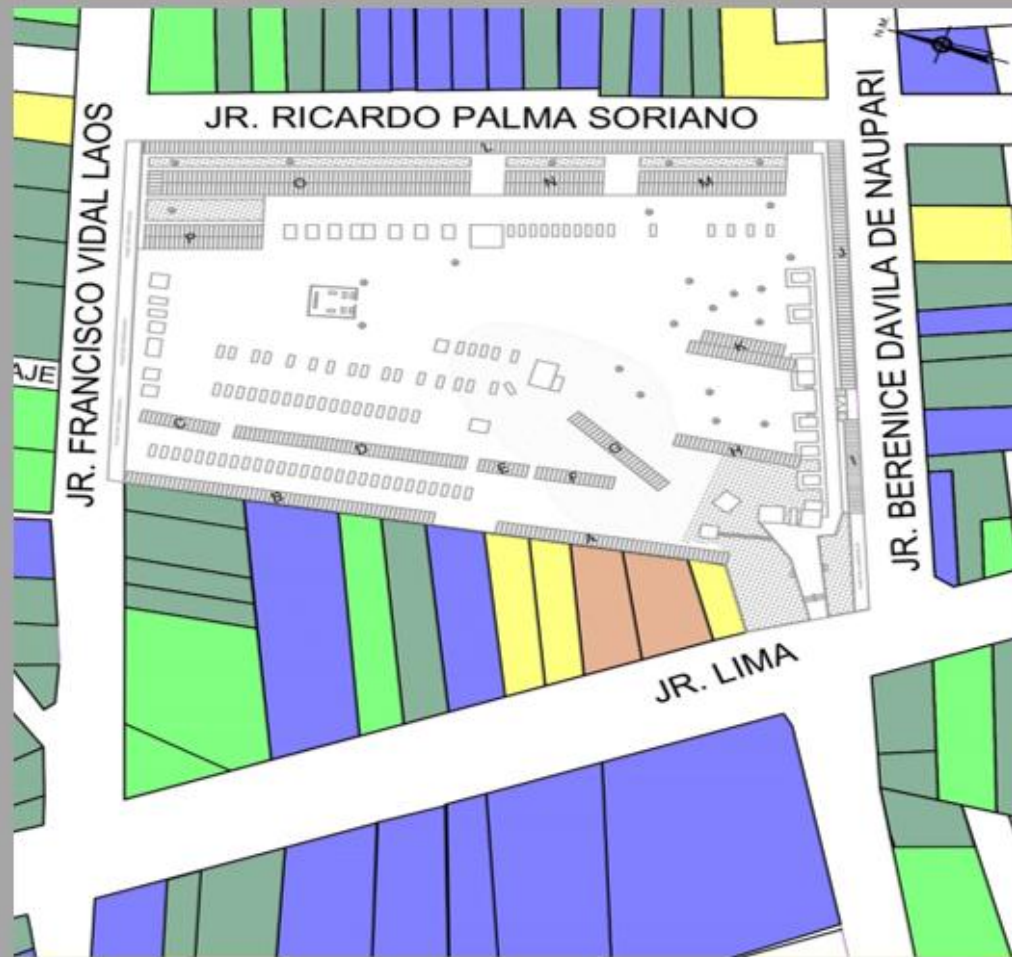 N.M.
JR. RICARDO PALMA SORIANO
JR. FRANCISCO VIDAL LAOS
JR. BERENICE DAVILA DE NAUPARI
L
O
N
M
P
J
K
AJE
C
D
E
F
G
H
I
B
A
JR. LIMA